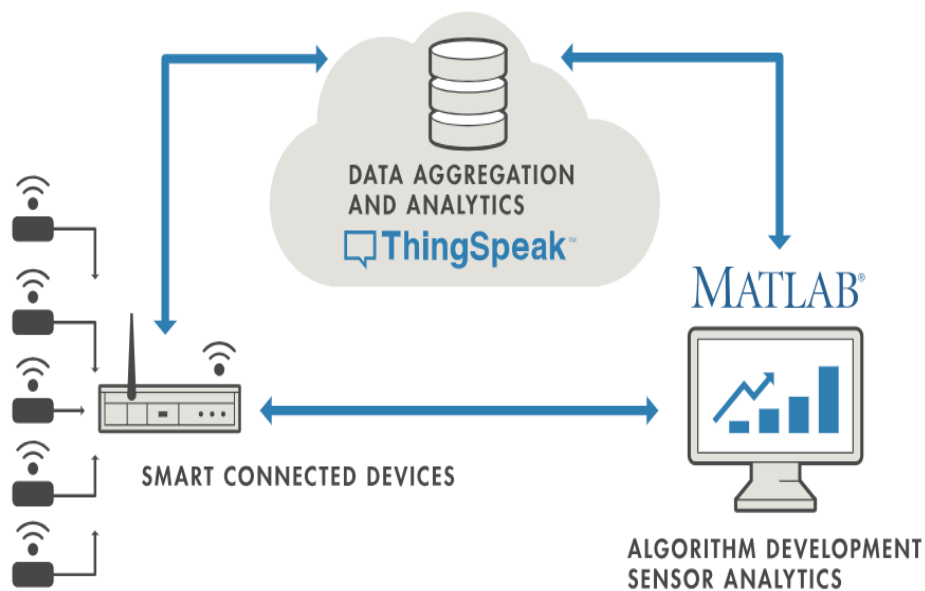 DATA AGGREGATION
AND ANALYTICS
ThingSpeak™
MATLAB®
SMART CONNECTED DEVICES
ALGORITHM DEVELOPMENT
SENSOR ANALYTICS